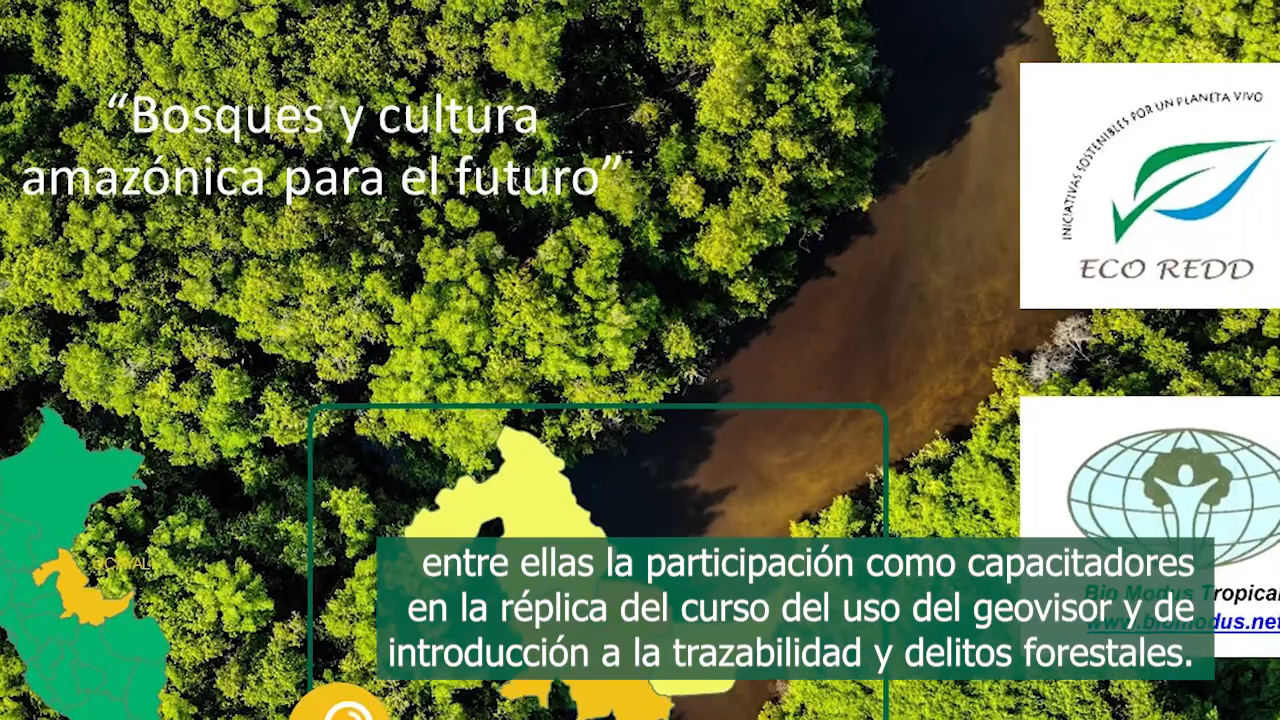 “Bosques y cultura
amazónica para el futuro”
INICIATIVAS SOSTENIBLES POR UN PLANETA VIVO
ECO REDD
entre ellas la participación como capacitadores
en la réplica del curso del uso del geovisor y de
introducción a la trazabilidad y delitos forestales.
Bio Modus Tropical
www.biomodus.net